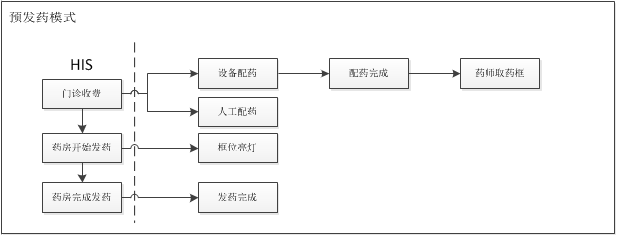 预发药模式
HIS
门诊收费
设备配药
配药完成
药师取药框
人工配药
药房开始发药
框位亮灯
药房完成发药
发药完成